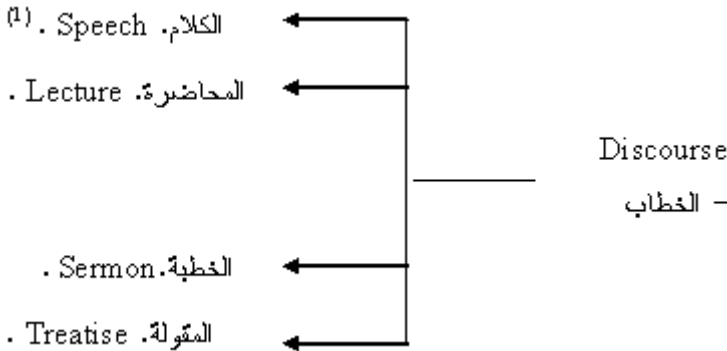 الكلام. Speech . (1)
المحاضرة. Lecture .
Discourse
– الخطاب
الخطبة. Sermon .
المقولة. Treatise .